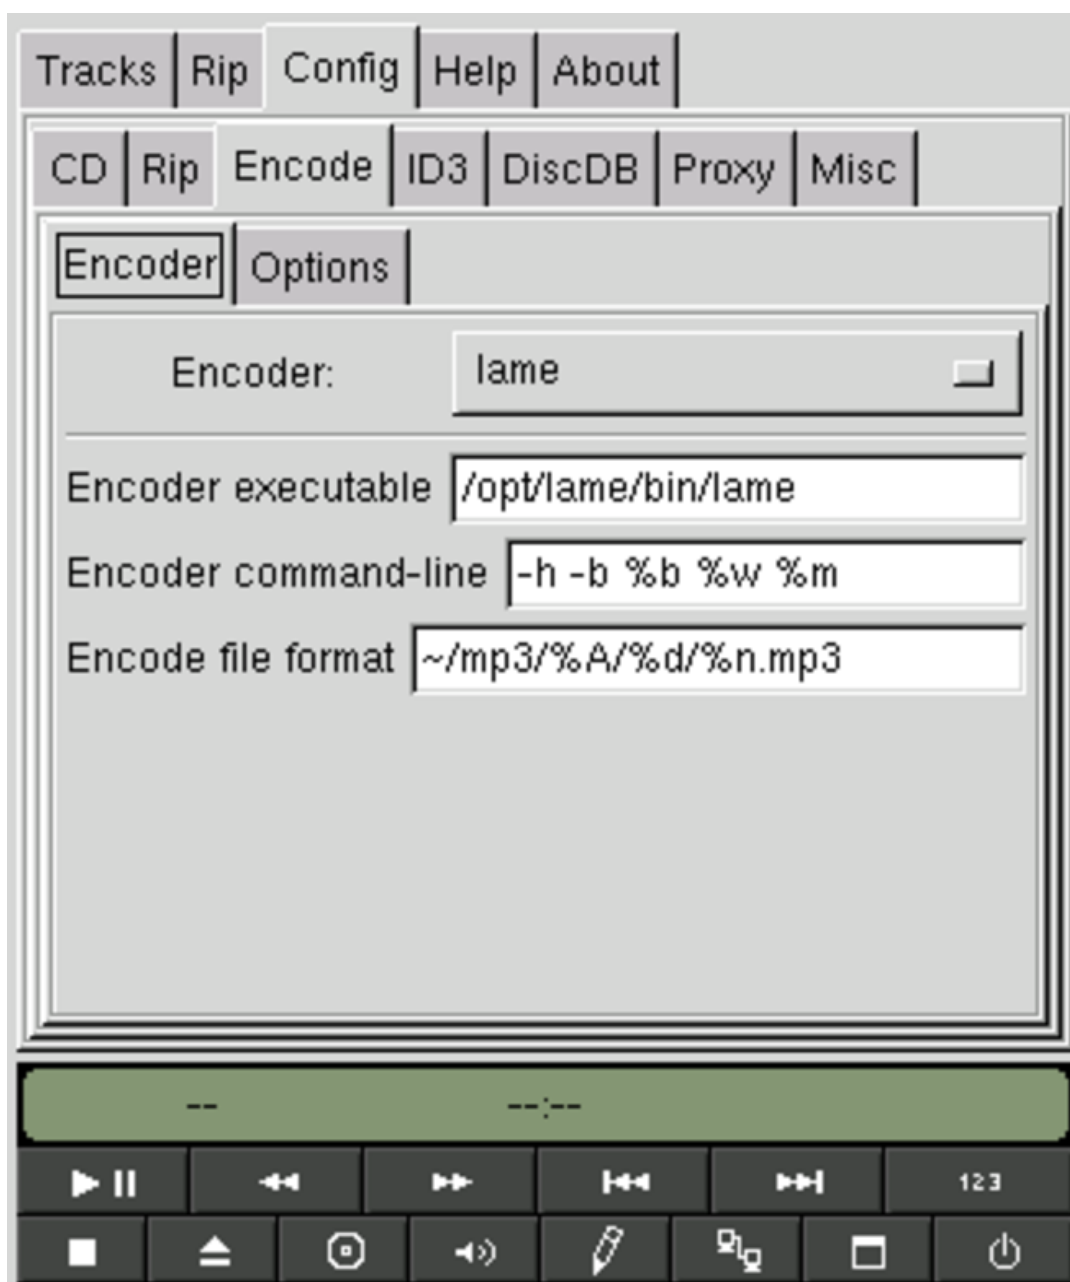 Tracks Rip Config Help About
CD Rip Encode ID3 DiscDB Proxy Misc
Encoder Options
Encoder: lame
Encoder executable /opt/lame/bin/lame
Encoder command-line -h -b %b %w %m
Encode file format ~/mp3/%A/%d/%n.mp3
-- --:--
123